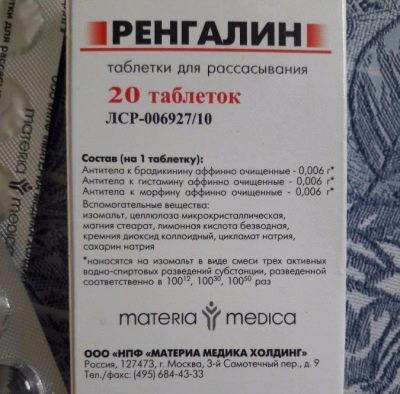 РЕНГАЛИН
таблетки для рассасывания
20 таблеток
ЛСР-006927/10
Состав (на 1 таблетку):
Антитела к брадикинину аффинно очищенные - 0,006 г*
Антитела к гистамину аффинно очищенные - 0,006 г*
Антитела к морфину аффинно очищенные - 0,006 г*
Вспомогательные вещества:
изомальт, целлюлоза микрокристаллическая,
магния стеарат, лимонная кислота безводная,
кремния диоксид коллоидный, цикламат натрия,
сахарин натрия
*наносятся на изомальт в виде смеси трех активных
водно-спиртовых разведений субстанции, разведенной
соответственно в 100¹², 100³⁰, 100⁵⁰ раз
materia medica
ООО «НПФ «МАТЕРИА МЕДИКА ХОЛДИНГ»
Россия, 127473, г. Москва, 3-й Самотечный пер., д. 9
Тел./факс: (495) 684-43-33
materia
medica